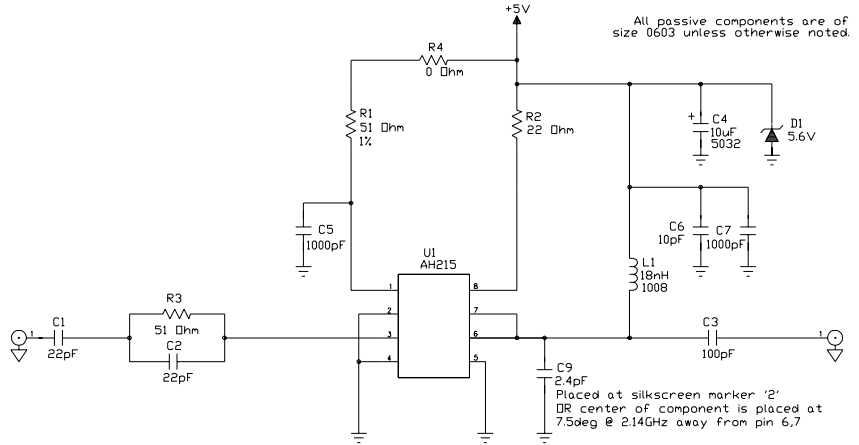 +5V
All passive components are of
size 0603 unless otherwise noted.
R4
0 Ohm
R1
51 Ohm
1%
R2
22 Ohm
+
C4
10uF
5032
D1
5.6V
C5
1000pF
C6
10pF
C7
1000pF
U1
AH215
L1
18nH
1008
1
8
2
7
3
6
4
5
R3
51 Ohm
1
C1
22pF
C2
22pF
C3
100pF
1
C9
2.4pF
Placed at silkscreen marker '2'
OR center of component is placed at
7.5deg @ 2.14GHz away from pin 6,7